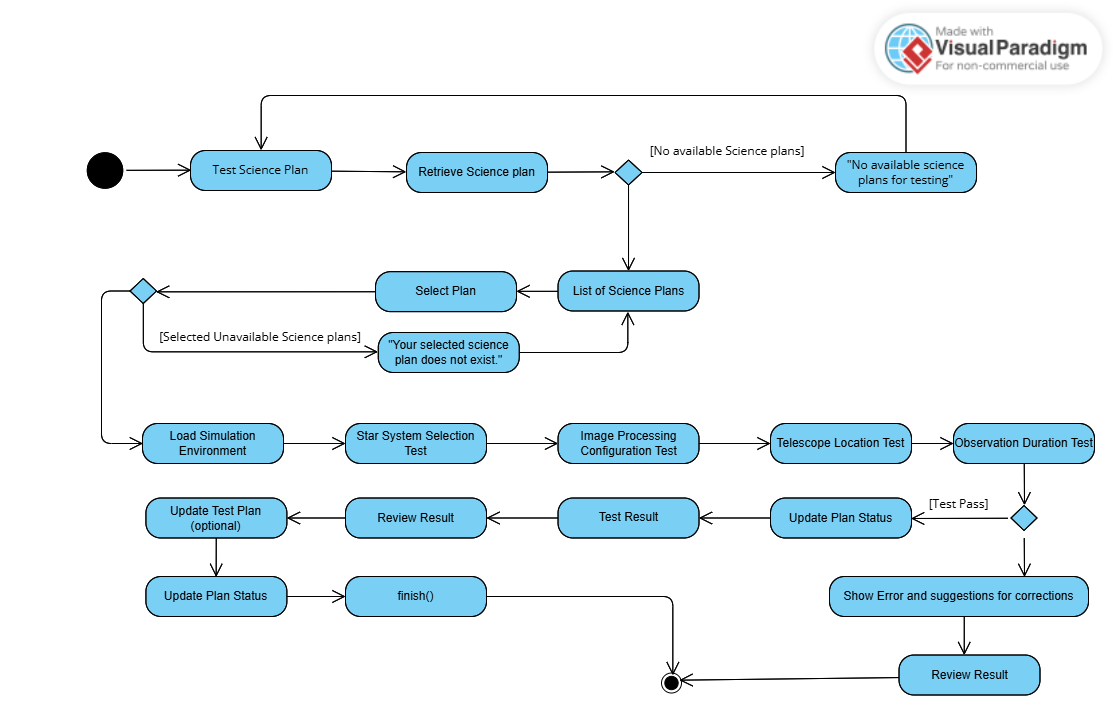 Made with
Visual Paradigm
For non-commercial use
[No available Science plans]
Test Science Plan
Retrieve Science plan
"No available science
plans for testing"
Select Plan
List of Science Plans
[Selected Unavailable Science plans]
"Your selected science
plan does not exist."
Load Simulation
Environment
Star System Selection
Test
Image Processing
Configuration Test
Telescope Location Test
Observation Duration Test
Update Test Plan
(optional)
Review Result
Test Result
Update Plan Status
[Test Pass]
Update Plan Status
finish()
Show Error and suggestions for corrections
Review Result